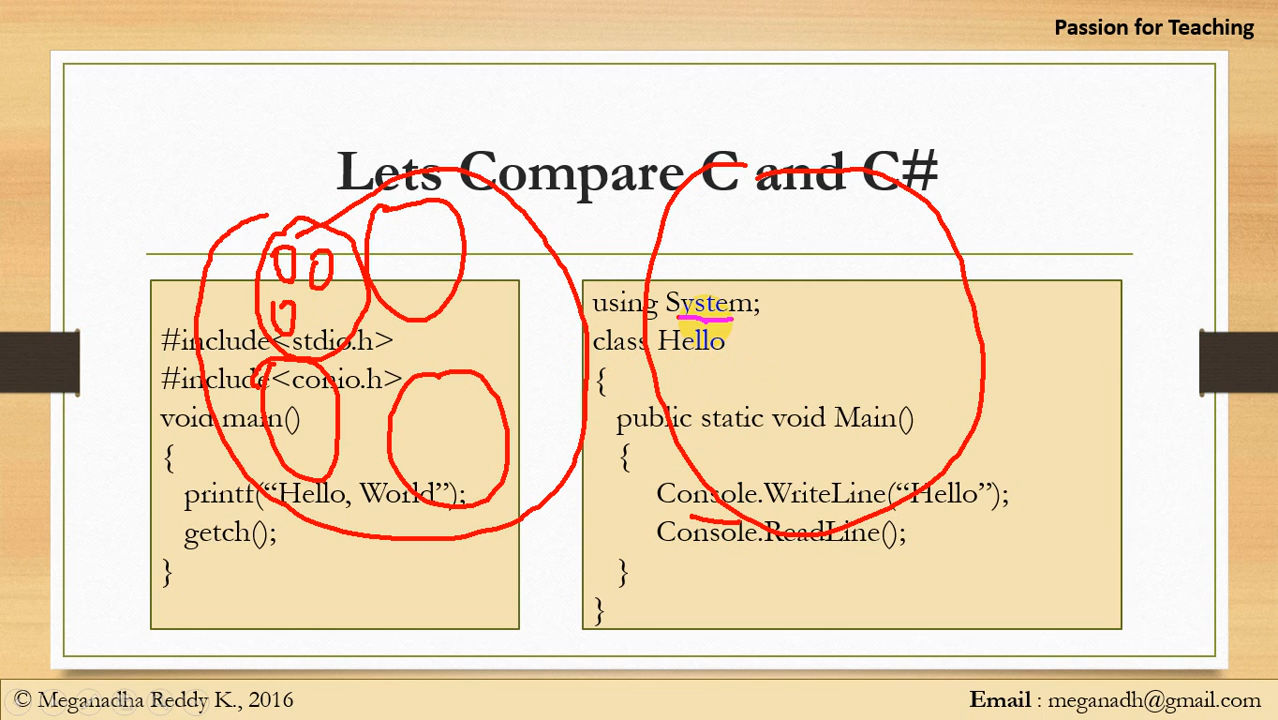 Passion for Teaching
Lets Compare C and C#
#include<stdio.h>
#include<conio.h>
void main()
{
printf(“Hello, World”);
getch();
}
using System;
class Hello
{
public static void Main()
{
Console.WriteLine(“Hello”);
Console.ReadLine();
}
}
© Meganadha Reddy K., 2016
Email : meganadh@gmail.com